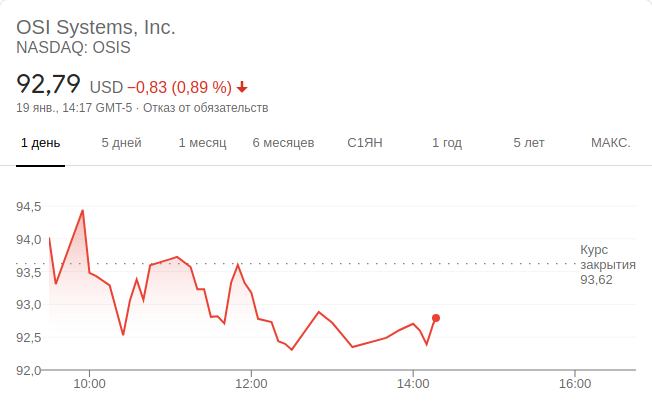 OSI Systems, Inc.
NASDAQ: OSIS
92,79 USD −0,83 (0,89 %)
19 янв., 14:17 GMT-5 · Отказ от обязательств
1 день 5 дней 1 месяц 6 месяцев С1ЯН 1 год 5 лет МАКС.
94,5
94,0
Курс
закрытия
93,62
93,5
93,0
92,5
92,0
10:00 12:00 14:00 16:00